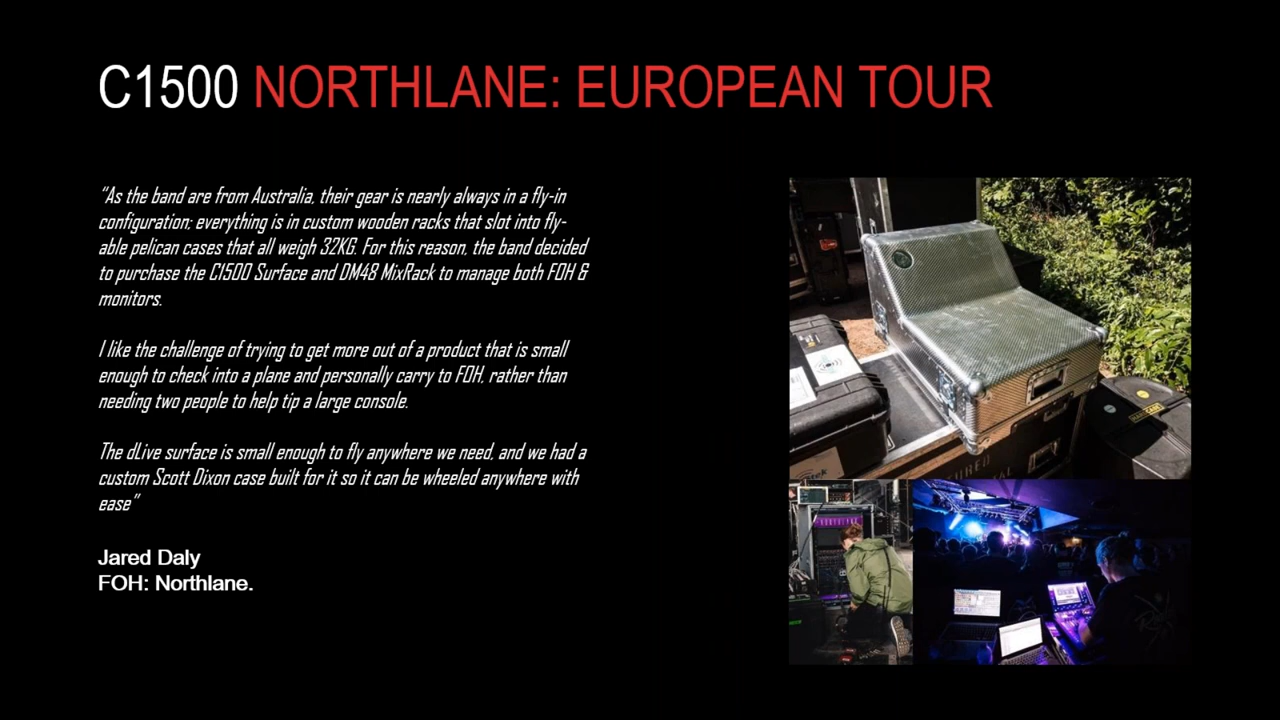 C1500 NORTHLANE: EUROPEAN TOUR
“As the band are from Australia, their gear is nearly always in a fly-in
configuration; everything is in custom wooden racks that slot into fly-
able pelican cases that all weigh 32KG. For this reason, the band decided
to purchase the C1500 Surface and DM48 MixRack to manage both FOH &
monitors.
I like the challenge of trying to get more out of a product that is small
enough to check into a plane and personally carry to FOH, rather than
needing two people to help tip a large console.
The dLive surface is small enough to fly anywhere we need, and we had a
custom Scott Dixon case built for it so it can be wheeled anywhere with
ease”
Jared Daly
FOH: Northlane.